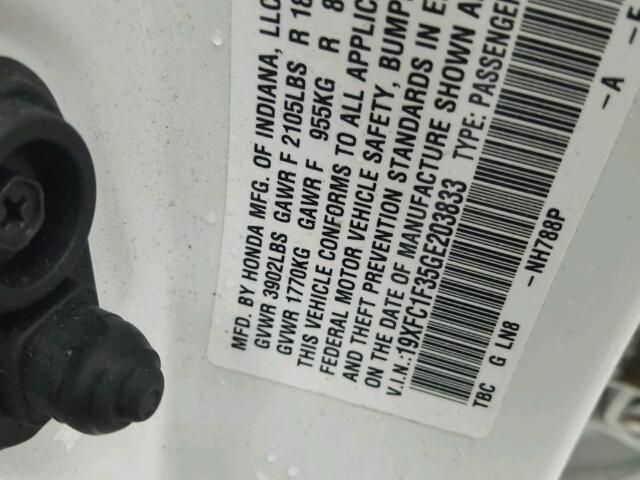 MFD. BY HONDA MFG. OF INDIANA, LLC
GVWR 3902LBS GAWR F 2105LBS R 18
GVWR 1770KG GAWR F 955KG R 8
THIS VEHICLE CONFORMS TO ALL APPLIC
FEDERAL MOTOR VEHICLE SAFETY, BUMP
AND THEFT PREVENTION STANDARDS IN E
ON THE DATE OF MANUFACTURE SHOWN A
V.I.N.:19XFC1F35GE203833 TYPE: PASSENGER
-A -E
-NH788P
TBC G LN8